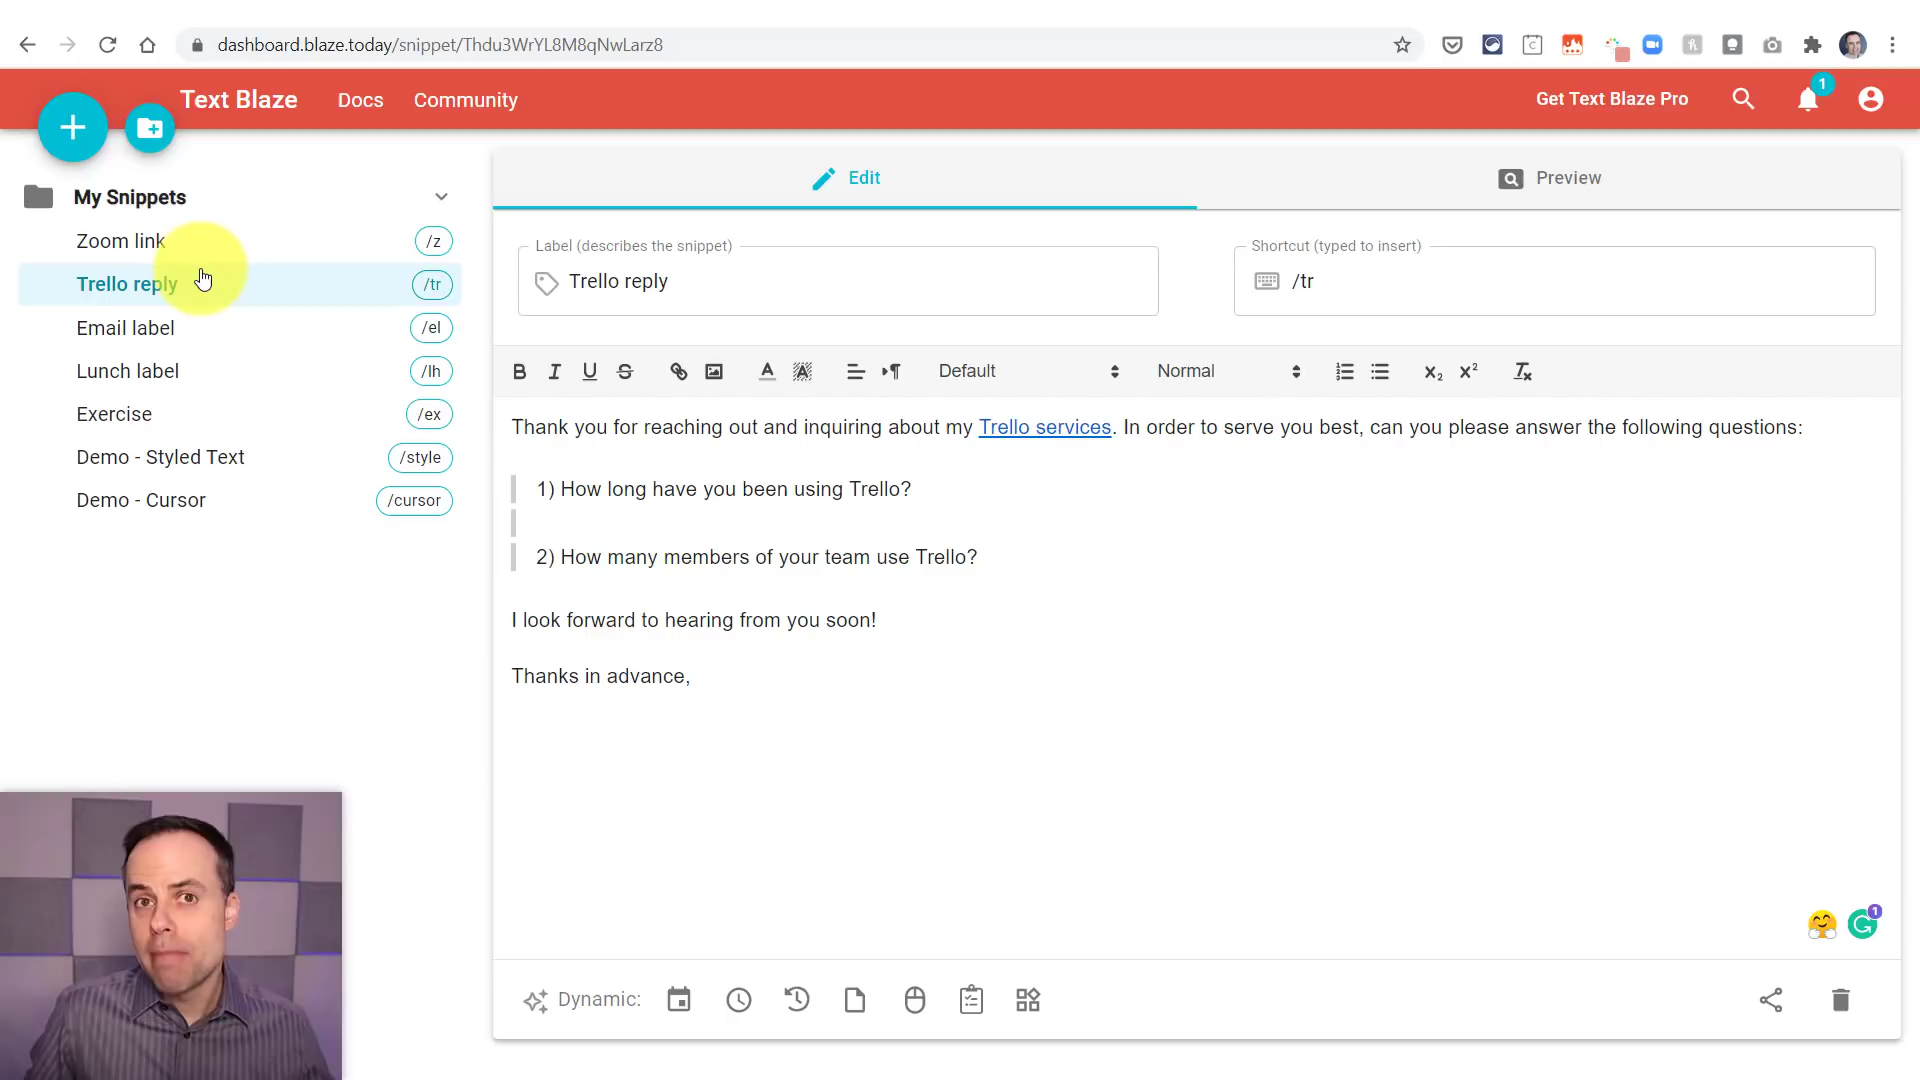 dashboard.blaze.today/snippet/Thdu3WrYL8M8qNwLarz8
Text Blaze Docs Community Get Text Blaze Pro 1
My Snippets
Zoom link /z
Trello reply /tr
Email label /el
Lunch label /lh
Exercise /ex
Demo - Styled Text /style
Demo - Cursor /cursor
Edit Preview
Label (describes the snippet) Shortcut (typed to insert)
Trello reply /tr
Default Normal
Thank you for reaching out and inquiring about my Trello services. In order to serve you best, can you please answer the following questions:
1) How long have you been using Trello?
2) How many members of your team use Trello?
I look forward to hearing from you soon!
Thanks in advance,
1
Dynamic: